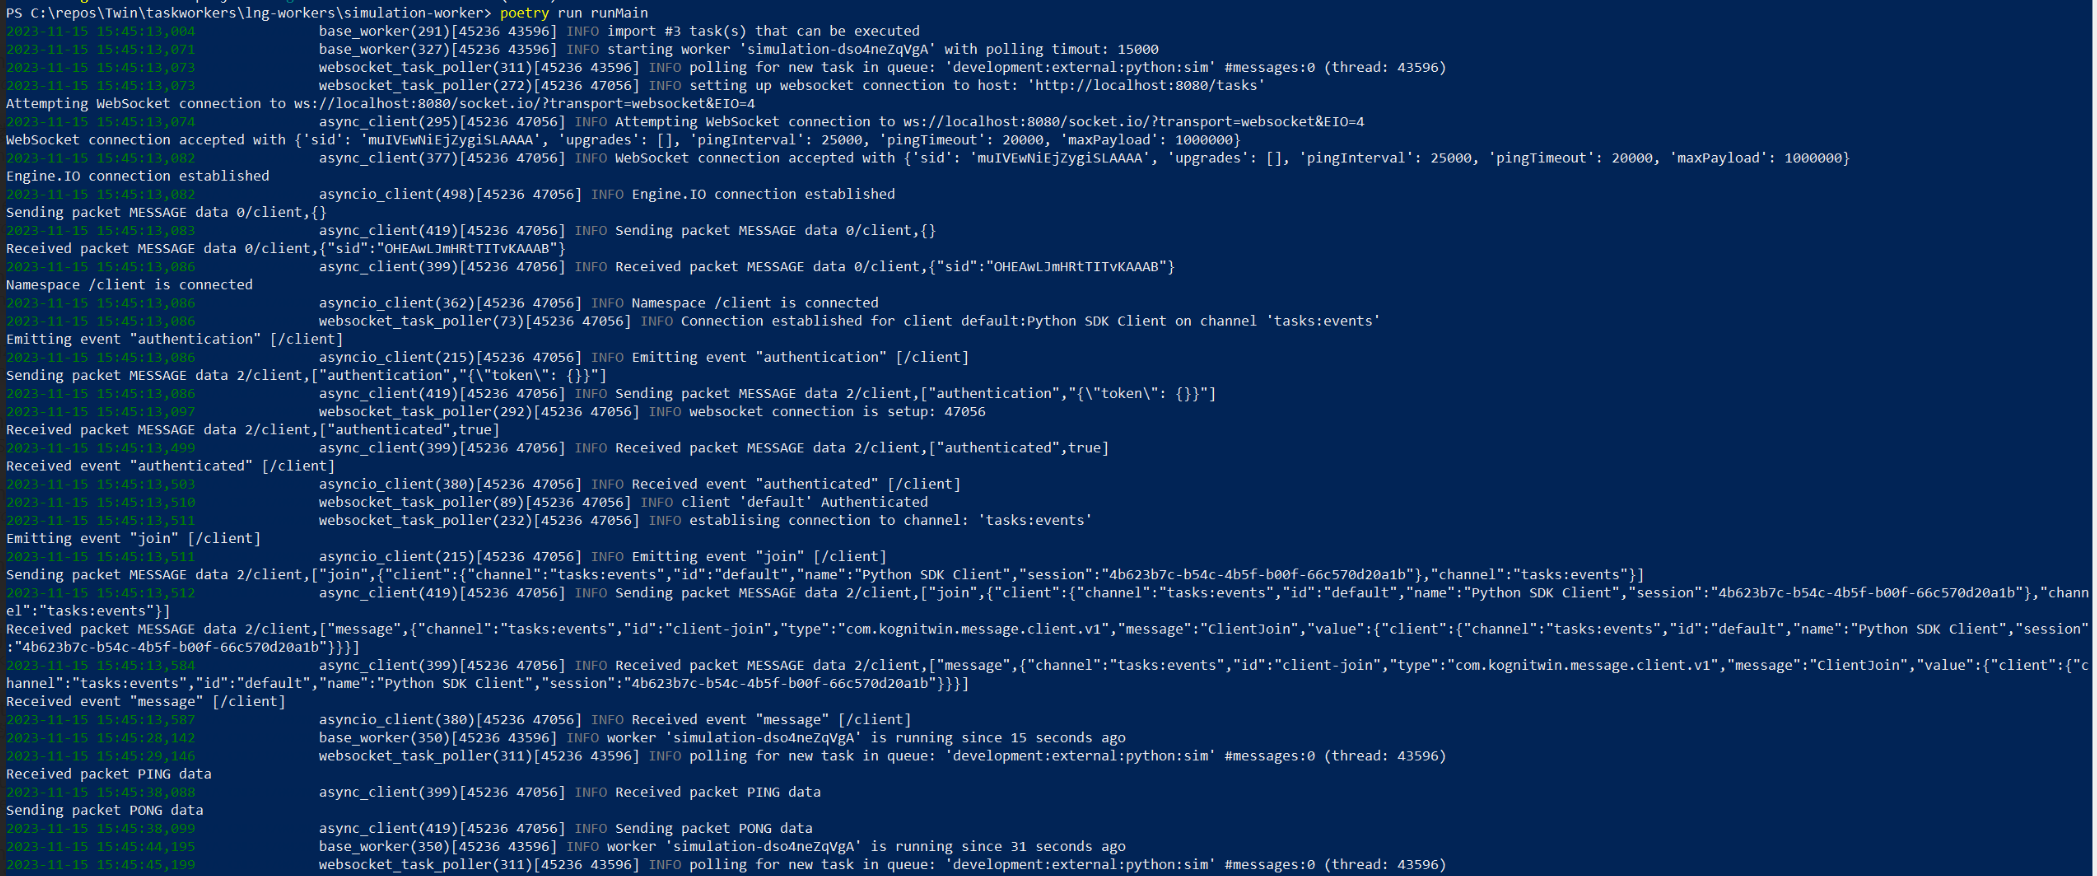 PS C:\repos\Twin\taskworkers\lng-workers\simulation-worker> poetry run runMain
2023-11-15 15:45:13,004 base_worker(291)[45236 43596] INFO import #3 task(s) that can be executed
2023-11-15 15:45:13,071 base_worker(327)[45236 43596] INFO starting worker 'simulation-dso4neZqVgA' with polling timout: 15000
2023-11-15 15:45:13,073 websocket_task_poller(311)[45236 43596] INFO polling for new task in queue: 'development:external:python:sim' #messages:0 (thread: 43596)
2023-11-15 15:45:13,073 websocket_task_poller(272)[45236 47056] INFO setting up websocket connection to host: 'http://localhost:8080/tasks'
Attempting WebSocket connection to ws://localhost:8080/socket.io/?transport=websocket&EIO=4
2023-11-15 15:45:13,074 async_client(295)[45236 47056] INFO Attempting WebSocket connection to ws://localhost:8080/socket.io/?transport=websocket&EIO=4
WebSocket connection accepted with {'sid': 'muIVEwNiEjZygiSLAAAA', 'upgrades': [], 'pingInterval': 25000, 'pingTimeout': 20000, 'maxPayload': 1000000}
2023-11-15 15:45:13,082 async_client(377)[45236 47056] INFO WebSocket connection accepted with {'sid': 'muIVEwNiEjZygiSLAAAA', 'upgrades': [], 'pingInterval': 25000, 'pingTimeout': 20000, 'maxPayload': 1000000}
Engine.IO connection established
2023-11-15 15:45:13,082 asyncio_client(498)[45236 47056] INFO Engine.IO connection established
Sending packet MESSAGE data 0/client,{}
2023-11-15 15:45:13,083 async_client(419)[45236 47056] INFO Sending packet MESSAGE data 0/client,{}
Received packet MESSAGE data 0/client,{"sid":"OHEAwLJmHRtTITvKAAAB"}
2023-11-15 15:45:13,086 async_client(399)[45236 47056] INFO Received packet MESSAGE data 0/client,{"sid":"OHEAwLJmHRtTITvKAAAB"}
Namespace /client is connected
2023-11-15 15:45:13,086 asyncio_client(362)[45236 47056] INFO Namespace /client is connected
2023-11-15 15:45:13,086 websocket_task_poller(73)[45236 47056] INFO Connection established for client default:Python SDK Client on channel 'tasks:events'
Emitting event "authentication" [/client]
2023-11-15 15:45:13,086 asyncio_client(215)[45236 47056] INFO Emitting event "authentication" [/client]
Sending packet MESSAGE data 2/client,["authentication","{\"token\": {}}"]
2023-11-15 15:45:13,086 async_client(419)[45236 47056] INFO Sending packet MESSAGE data 2/client,["authentication","{\"token\": {}}"]
2023-11-15 15:45:13,097 websocket_task_poller(292)[45236 47056] INFO websocket connection is setup: 47056
Received packet MESSAGE data 2/client,["authenticated",true]
2023-11-15 15:45:13,499 async_client(399)[45236 47056] INFO Received packet MESSAGE data 2/client,["authenticated",true]
Received event "authenticated" [/client]
2023-11-15 15:45:13,503 asyncio_client(380)[45236 47056] INFO Received event "authenticated" [/client]
2023-11-15 15:45:13,510 websocket_task_poller(89)[45236 47056] INFO client 'default' Authenticated
2023-11-15 15:45:13,511 websocket_task_poller(232)[45236 47056] INFO establising connection to channel: 'tasks:events'
Emitting event "join" [/client]
2023-11-15 15:45:13,511 asyncio_client(215)[45236 47056] INFO Emitting event "join" [/client]
Sending packet MESSAGE data 2/client,["join",{"client":{"channel":"tasks:events","id":"default","name":"Python SDK Client","session":"4b623b7c-b54c-4b5f-b00f-66c570d20a1b"},"channel":"tasks:events"}]
2023-11-15 15:45:13,512 async_client(419)[45236 47056] INFO Sending packet MESSAGE data 2/client,["join",{"client":{"channel":"tasks:events","id":"default","name":"Python SDK Client","session":"4b623b7c-b54c-4b5f-b00f-66c570d20a1b"},"chann
el":"tasks:events"}]
Received packet MESSAGE data 2/client,["message",{"channel":"tasks:events","id":"client-join","type":"com.kognitwin.message.client.v1","message":"ClientJoin","value":{"client":{"channel":"tasks:events","id":"default","name":"Python SDK Client","session"
:"4b623b7c-b54c-4b5f-b00f-66c570d20a1b"}}}]
2023-11-15 15:45:13,584 async_client(399)[45236 47056] INFO Received packet MESSAGE data 2/client,["message",{"channel":"tasks:events","id":"client-join","type":"com.kognitwin.message.client.v1","message":"ClientJoin","value":{"client":{"c
hannel":"tasks:events","id":"default","name":"Python SDK Client","session":"4b623b7c-b54c-4b5f-b00f-66c570d20a1b"}}}]
Received event "message" [/client]
2023-11-15 15:45:13,587 asyncio_client(380)[45236 47056] INFO Received event "message" [/client]
2023-11-15 15:45:28,142 base_worker(350)[45236 43596] INFO worker 'simulation-dso4neZqVgA' is running since 15 seconds ago
2023-11-15 15:45:29,146 websocket_task_poller(311)[45236 43596] INFO polling for new task in queue: 'development:external:python:sim' #messages:0 (thread: 43596)
Received packet PING data
2023-11-15 15:45:38,088 async_client(399)[45236 47056] INFO Received packet PING data
Sending packet PONG data
2023-11-15 15:45:38,099 async_client(419)[45236 47056] INFO Sending packet PONG data
2023-11-15 15:45:44,195 base_worker(350)[45236 43596] INFO worker 'simulation-dso4neZqVgA' is running since 31 seconds ago
2023-11-15 15:45:45,199 websocket_task_poller(311)[45236 43596] INFO polling for new task in queue: 'development:external:python:sim' #messages:0 (thread: 43596)